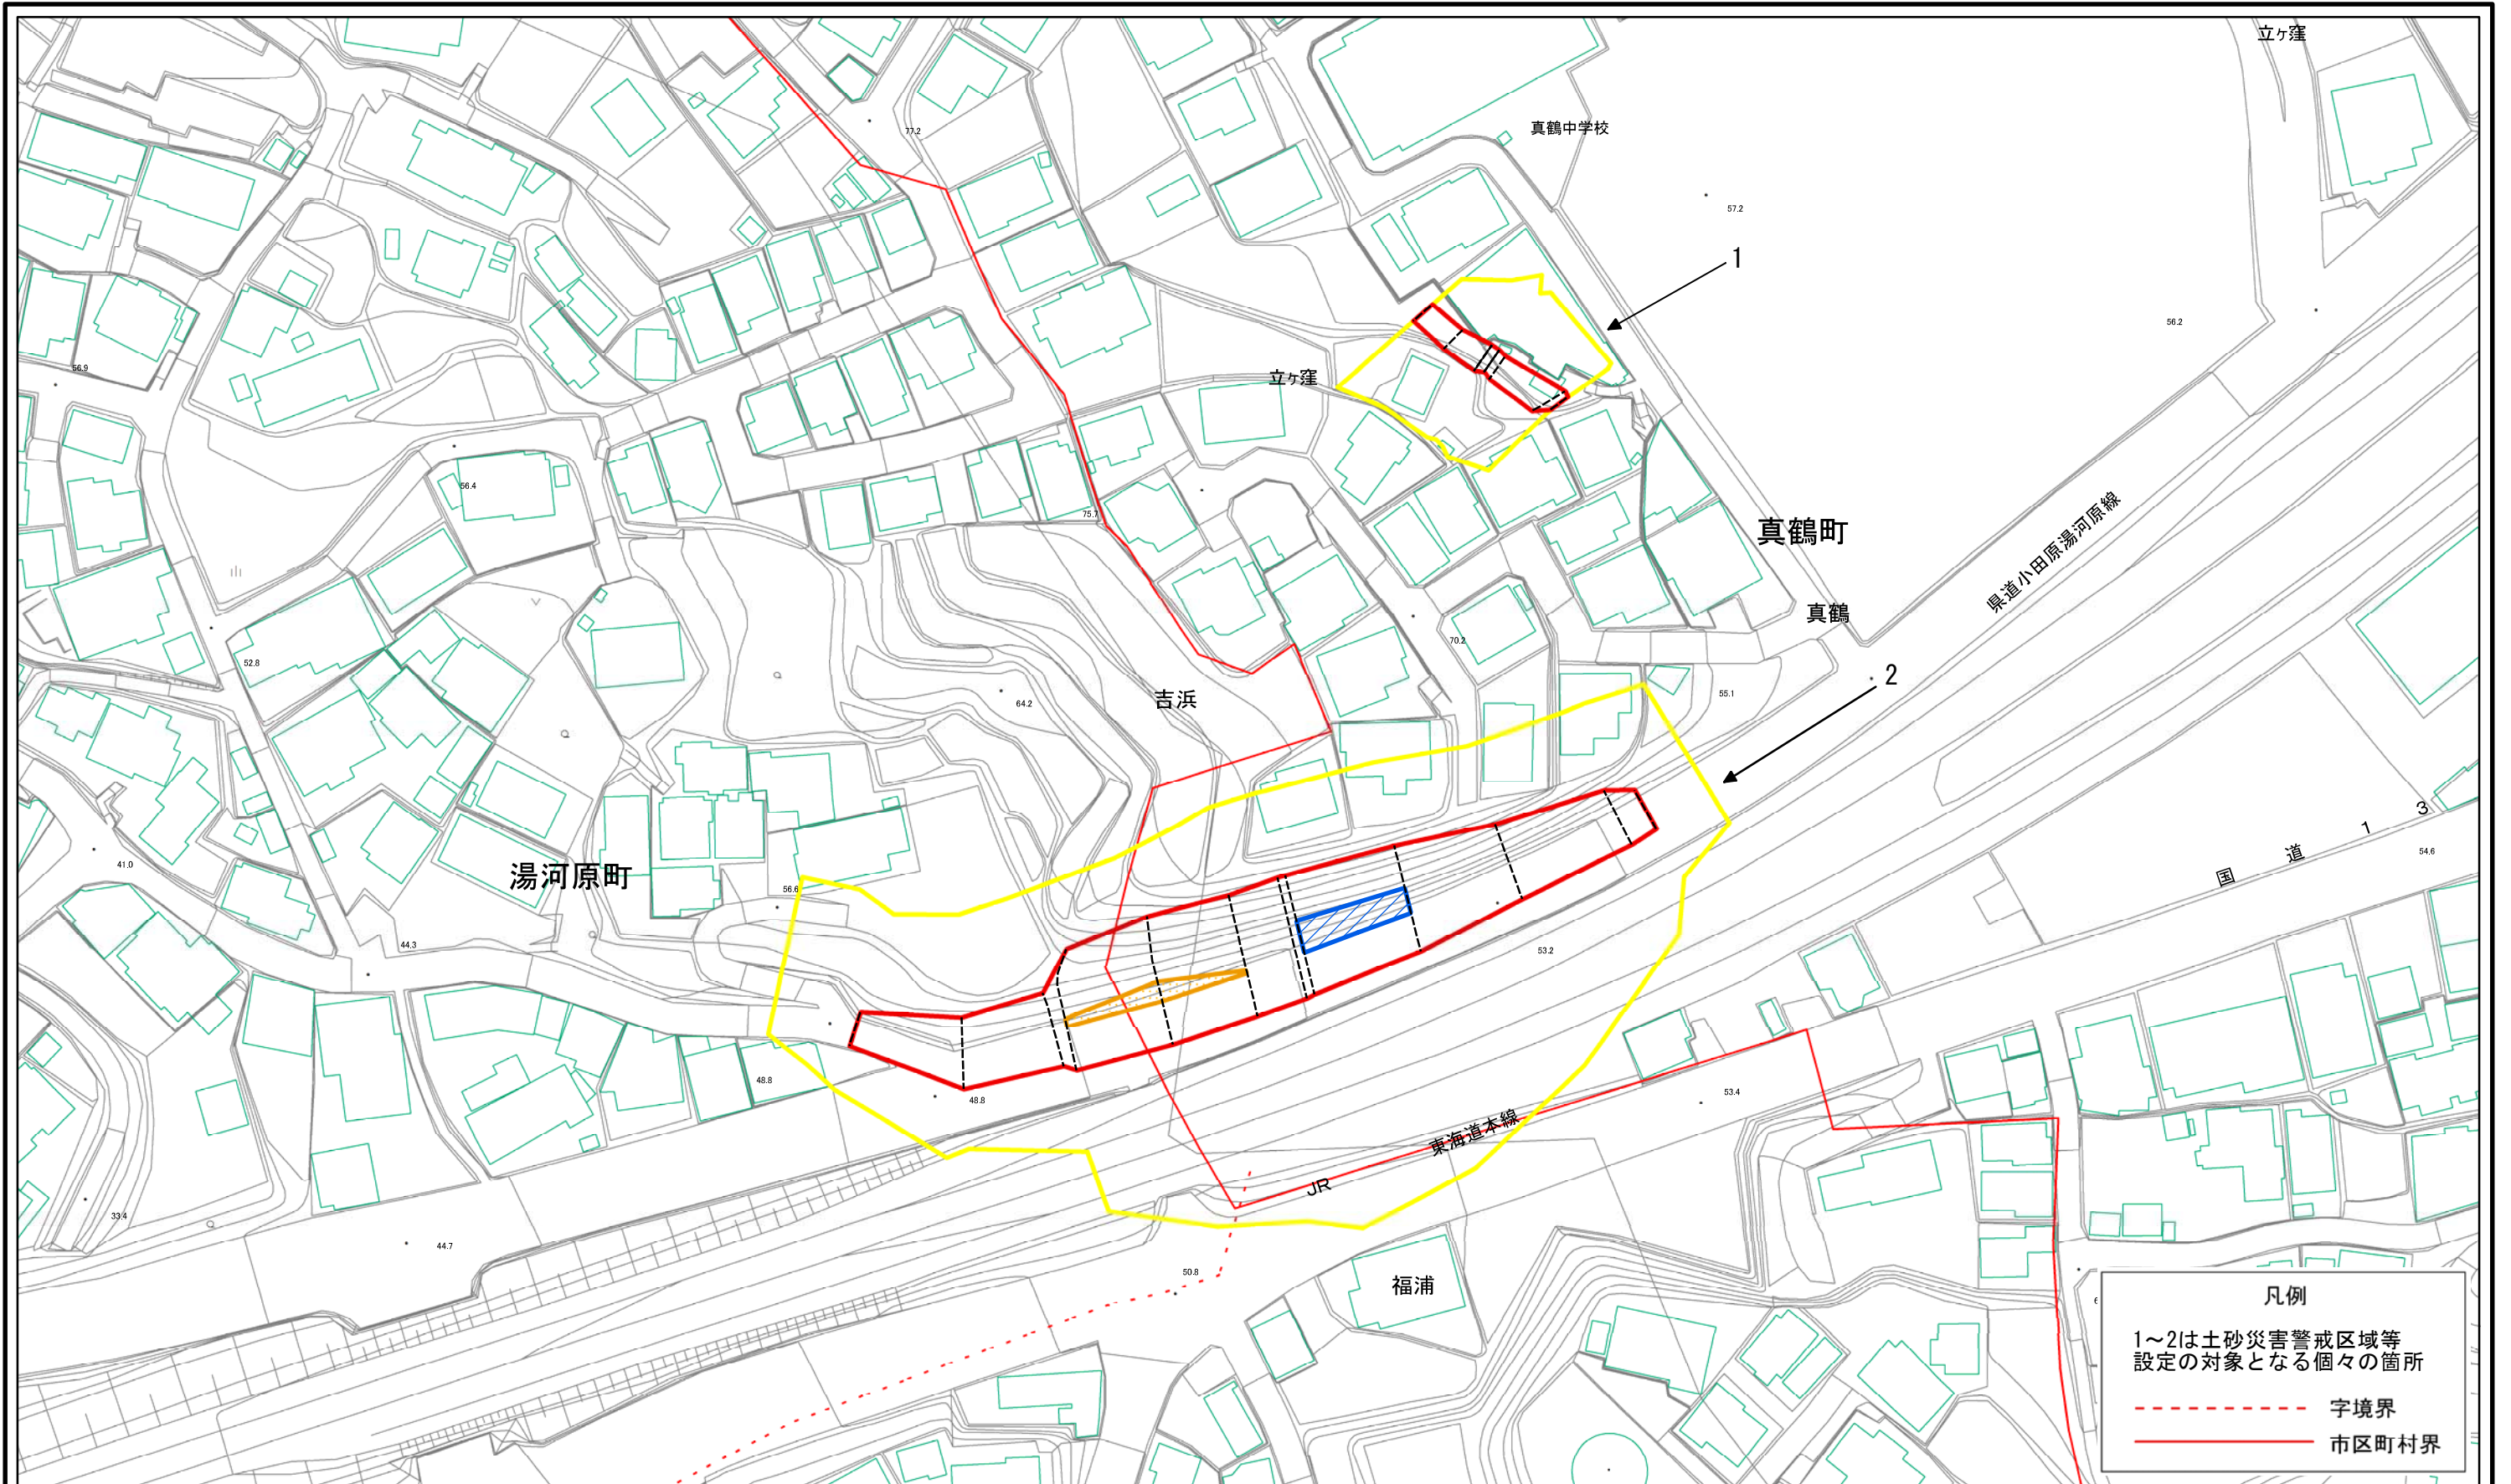 立ヶ窪
真鶴中学校
77.2
57.2
1
56.2
56.9
立ヶ窪
56.4
75.7
真鶴町
県道小田原湯河原線
真鶴
70.2
52.8
2
55.1
64.2
吉浜
国道13
54.6
41.0
湯河原町
56.6
44.3
53.2
48.8
48.8
53.4
東海道本線
JR
33.4
44.7
50.8
福浦
凡例
1～2は土砂災害警戒区域等
設定の対象となる個々の箇所
字境界
市区町村界